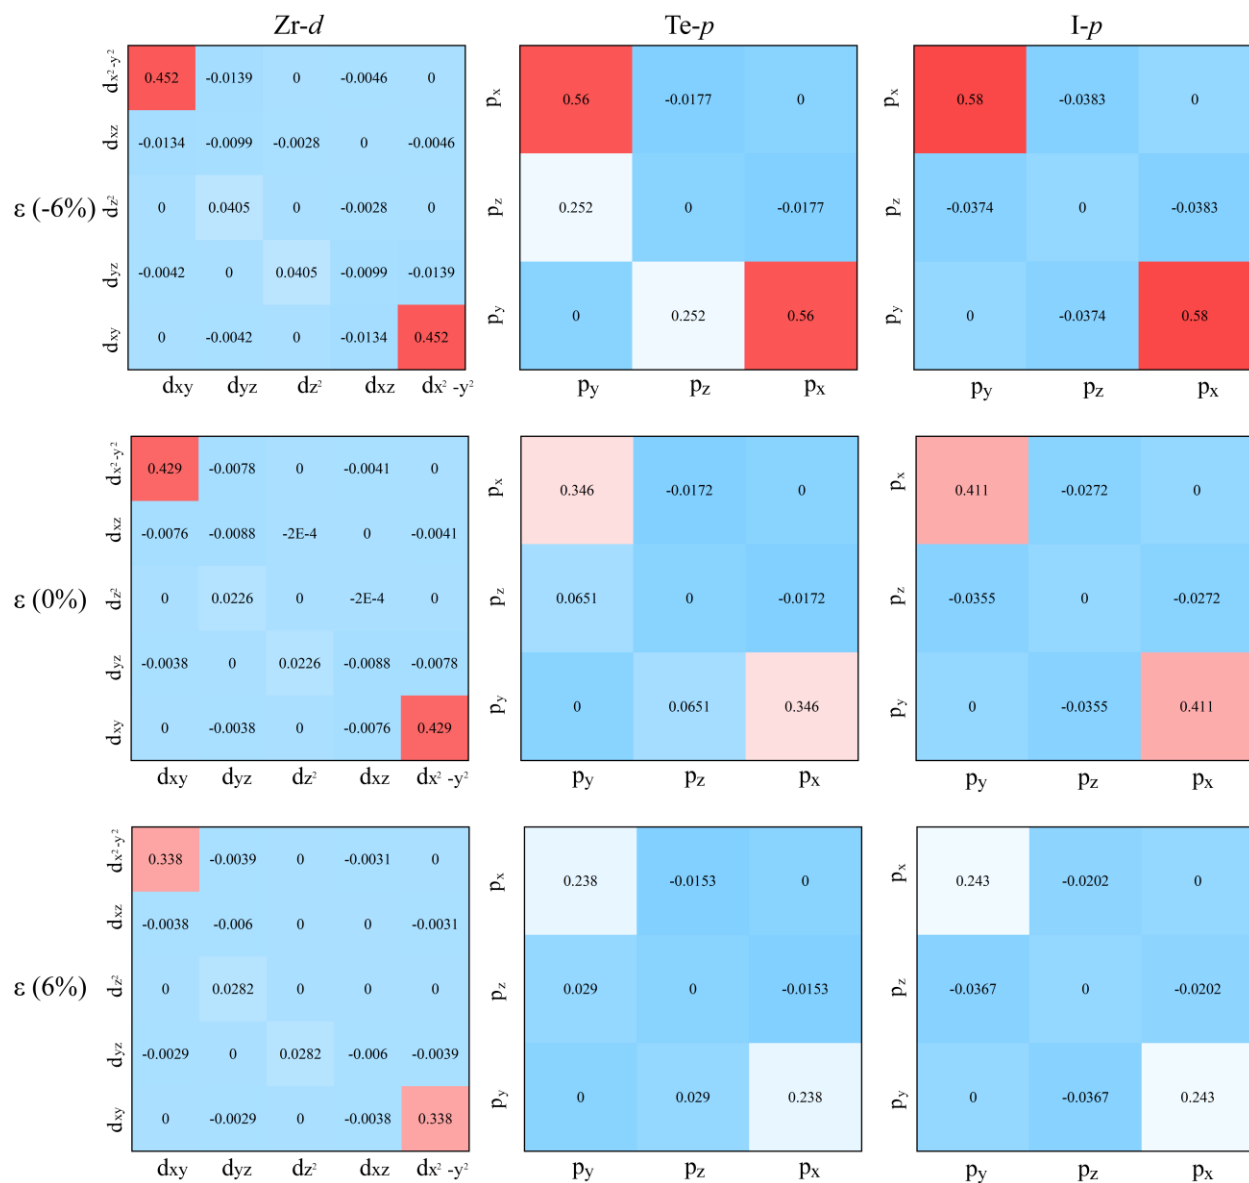 Zr-d Te-p I-p
ε (-6%)
dx²-y² 0.452 -0.0139 0 -0.0046 0
dxz -0.0134 -0.0099 -0.0028 0 -0.0046
dz² 0 0.0405 0 -0.0028 0
dyz -0.0042 0 0.0405 -0.0099 -0.0139
dxy 0 -0.0042 0 -0.0134 0.452
dxy dyz dz² dxz dx²-y²
px 0.56 -0.0177 0
pz 0.252 0 -0.0177
py 0 0.252 0.56
py pz px
px 0.58 -0.0383 0
pz -0.0374 0 -0.0383
py 0 -0.0374 0.58
py pz px
ε (0%)
dx²-y² 0.429 -0.0078 0 -0.0041 0
dxz -0.0076 -0.0088 -2E-4 0 -0.0041
dz² 0 0.0226 0 -2E-4 0
dyz -0.0038 0 0.0226 -0.0088 -0.0078
dxy 0 -0.0038 0 -0.0076 0.429
dxy dyz dz² dxz dx²-y²
px 0.346 -0.0172 0
pz 0.0651 0 -0.0172
py 0 0.0651 0.346
py pz px
px 0.411 -0.0272 0
pz -0.0355 0 -0.0272
py 0 -0.0355 0.411
py pz px
ε (6%)
dx²-y² 0.338 -0.0039 0 -0.0031 0
dxz -0.0038 -0.006 0 0 -0.0031
dz² 0 0.0282 0 0 0
dyz -0.0029 0 0.0282 -0.006 -0.0039
dxy 0 -0.0029 0 -0.0038 0.338
dxy dyz dz² dxz dx²-y²
px 0.238 -0.0153 0
pz 0.029 0 -0.0153
py 0 0.029 0.238
py pz px
px 0.243 -0.0202 0
pz -0.0367 0 -0.0202
py 0 -0.0367 0.243
py pz px